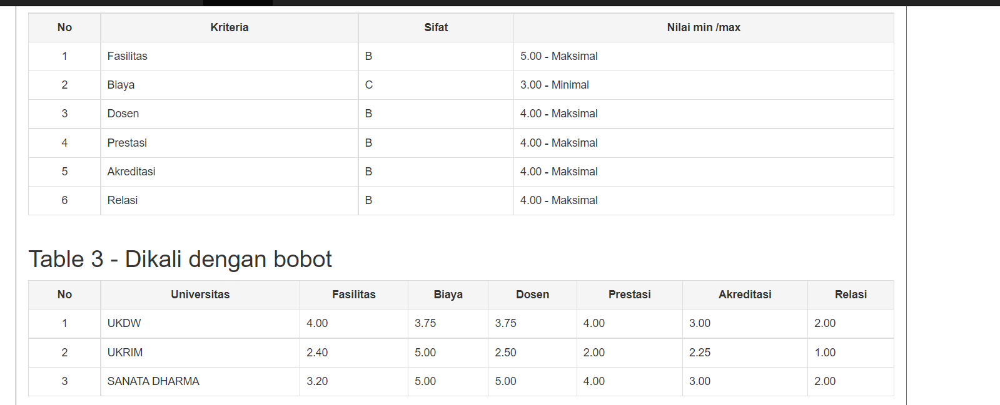 No Kriteria Sifat Nilai min /max
1 Fasilitas B 5.00 - Maksimal
2 Biaya C 3.00 - Minimal
3 Dosen B 4.00 - Maksimal
4 Prestasi B 4.00 - Maksimal
5 Akreditasi B 4.00 - Maksimal
6 Relasi B 4.00 - Maksimal
Table 3 - Dikali dengan bobot
No Universitas Fasilitas Biaya Dosen Prestasi Akreditasi Relasi
1 UKDW 4.00 3.75 3.75 4.00 3.00 2.00
2 UKRIM 2.40 5.00 2.50 2.00 2.25 1.00
3 SANATA DHARMA 3.20 5.00 5.00 4.00 3.00 2.00